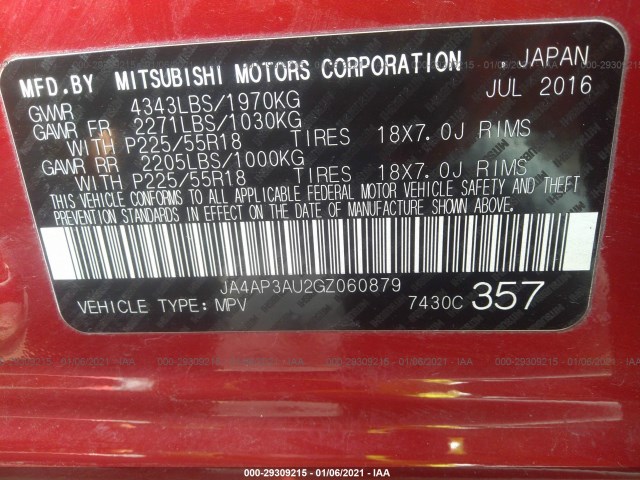 MFD.BY MITSUBISHI MOTORS CORPORATION , JAPAN
GVWR 4343LBS/1970KG JUL 2016
GAWR FR 2271LBS/1030KG
WITH P225/55R18 TIRES 18X7.0J RIMS
GAWR RR 2205LBS/1000KG
WITH P225/55R18 TIRES 18X7.0J RIMS
THIS VEHICLE CONFORMS TO ALL APPLICABLE FEDERAL MOTOR VEHICLE SAFETY AND THEFT
PREVENTION STANDARDS IN EFFECT ON THE DATE OF MANUFACTURE SHOWN ABOVE.
JA4AP3AU2GZ060879
VEHICLE TYPE: MPV 7430C 357
000-29309215 - 01/06/2021 - IAA